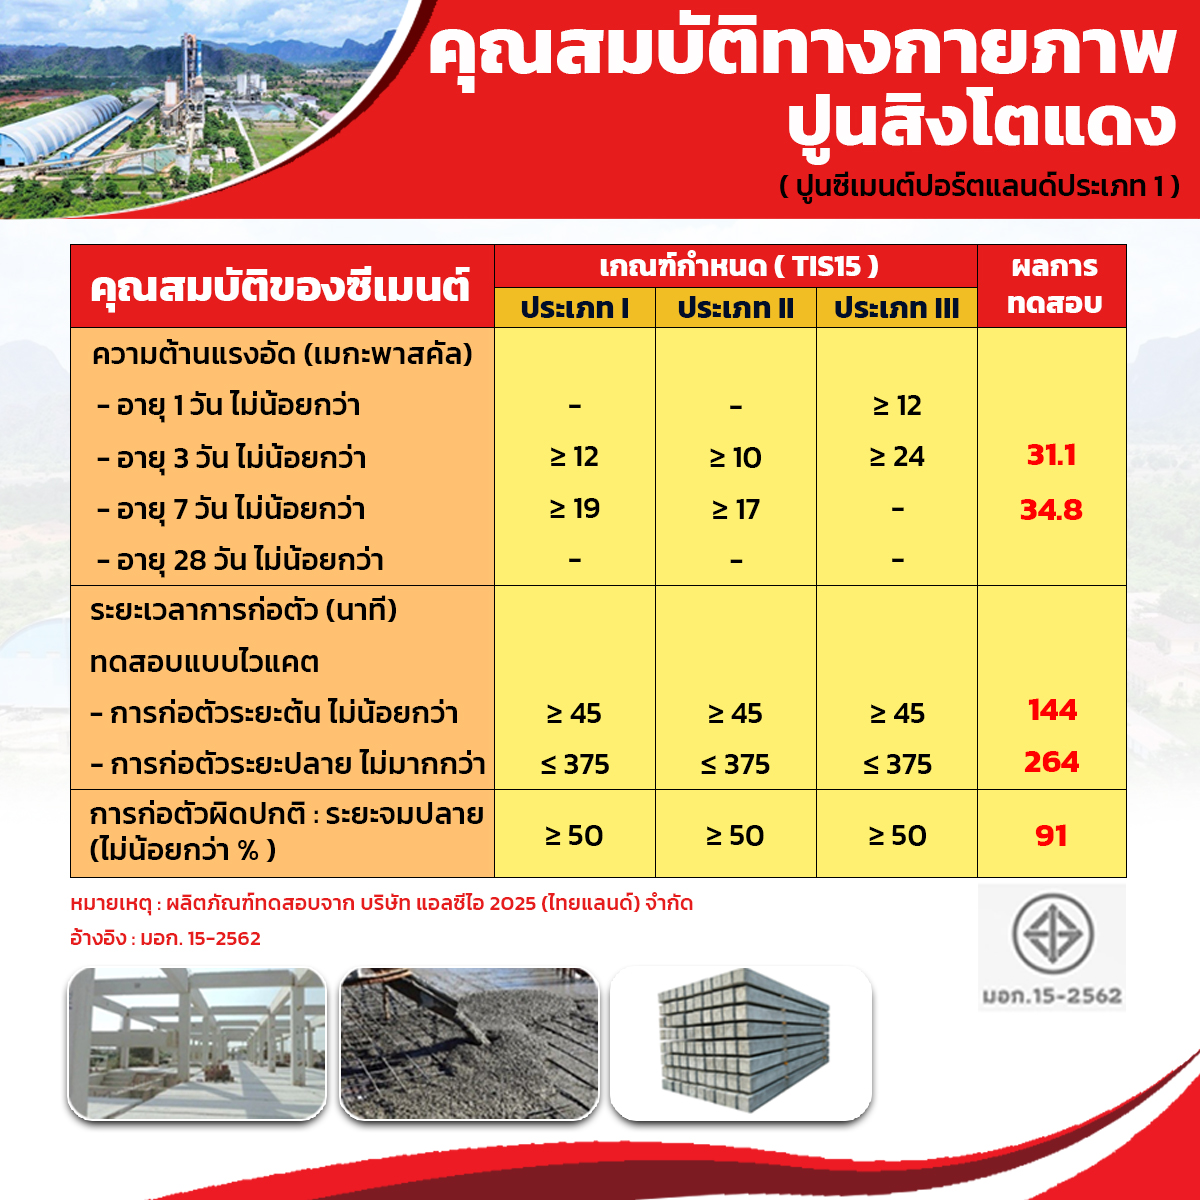 คุณสมบัติทางกายภาพ
ปูนสิงโตแดง
( ปูนซีเมนต์ปอร์ตแลนด์ประเภท 1 )
คุณสมบัติของซีเมนต์
เกณฑ์กำหนด ( TIS15 )
ผลการ
ทดสอบ
ประเภท I ประเภท II ประเภท III
ความต้านแรงอัด (เมกะพาสคัล)
- อายุ 1 วัน ไม่น้อยกว่า - - ≥ 12
- อายุ 3 วัน ไม่น้อยกว่า ≥ 12 ≥ 10 ≥ 24 31.1
- อายุ 7 วัน ไม่น้อยกว่า ≥ 19 ≥ 17 - 34.8
- อายุ 28 วัน ไม่น้อยกว่า - - -
ระยะเวลาการก่อตัว (นาที)
ทดสอบแบบไวแคต
- การก่อตัวระยะต้น ไม่น้อยกว่า ≥ 45 ≥ 45 ≥ 45 144
- การก่อตัวระยะปลาย ไม่มากกว่า ≤ 375 ≤ 375 ≤ 375 264
การก่อตัวผิดปกติ : ระยะจมปลาย
(ไม่น้อยกว่า % ) ≥ 50 ≥ 50 ≥ 50 91
หมายเหตุ : ผลิตภัณฑ์ทดสอบจาก บริษัท แอลซีไอ 2025 (ไทยแลนด์) จำกัด
อ้างอิง : มอก. 15-2562
มอก.15-2562